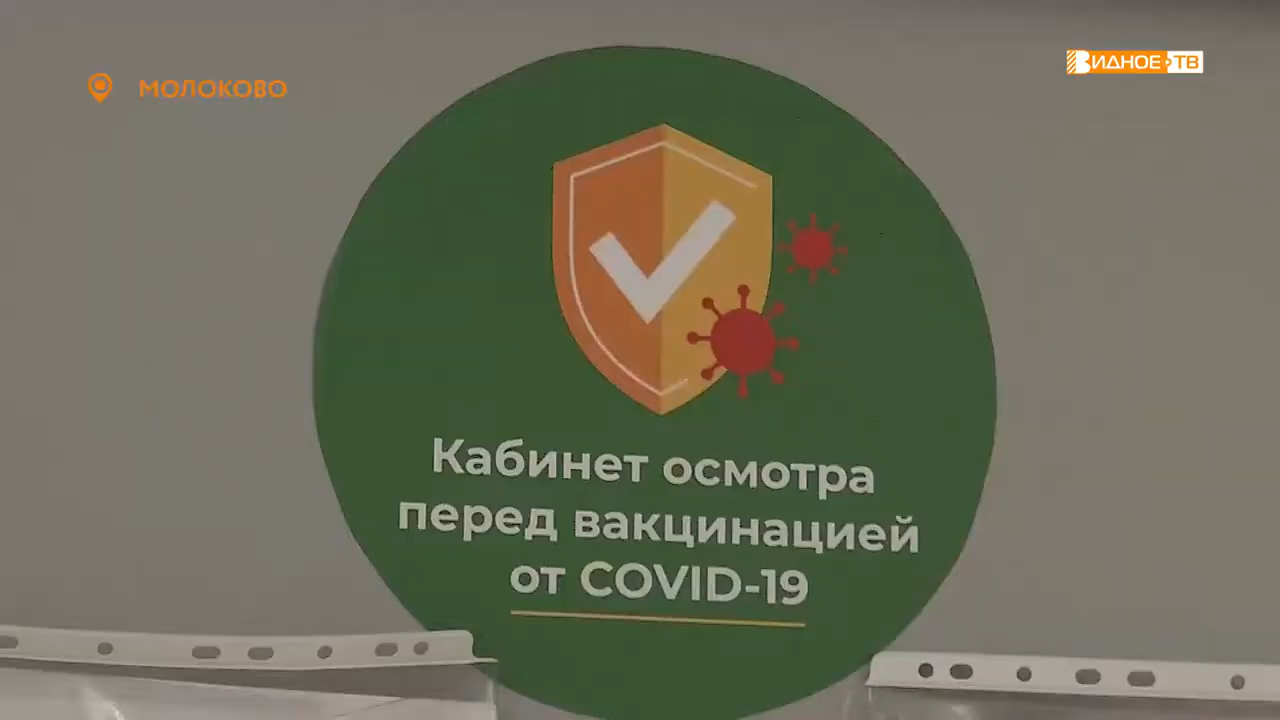 МОЛОКОВО
ВИДНОЕ ТВ
Кабинет осмотра
перед вакцинацией
от COVID-19